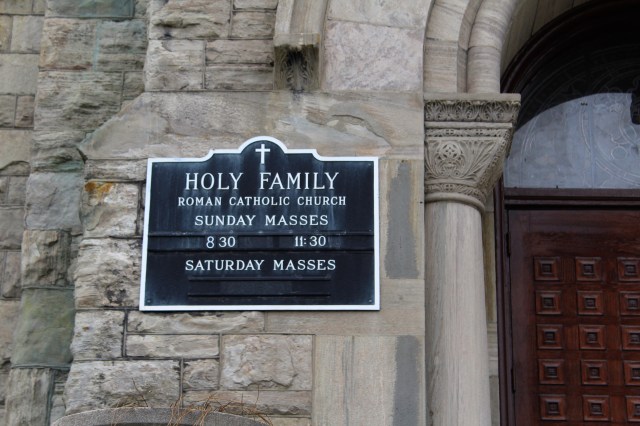 HOLY FAMILY
ROMAN CATHOLIC CHURCH
SUNDAY MASSES
8 30 11:30
SATURDAY MASSES